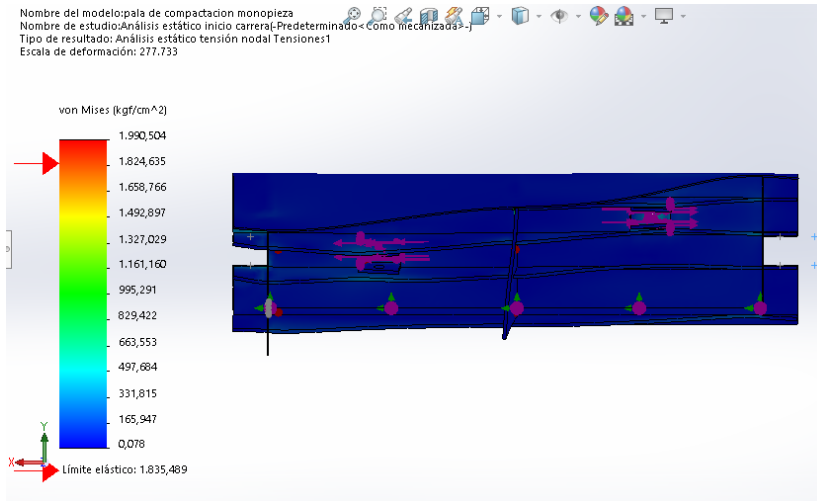 Nombre del modelo:pala de compactacion monopieza
Nombre de estudio:Análisis estático inicio carrera(-Predeterminado<Como mecanizada>-)
Tipo de resultado: Análisis estático tensión nodal Tensiones1
Escala de deformación: 277.733
von Mises (kgf/cm^2)
1.990,504
1.824,635
1.658,766
1.492,897
1.327,029
1.161,160
995,291
829,422
663,553
497,684
331,815
165,947
0,078
Y
X
Límite elástico: 1.835,489